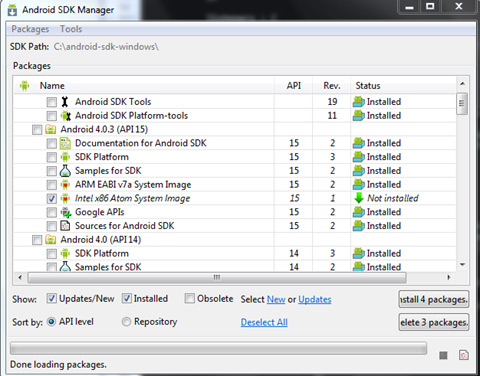 Android SDK Manager
Packages Tools
SDK Path: C:\android-sdk-windows\
Packages
Name API Rev. Status
Android SDK Tools 19 Installed
Android SDK Platform-tools 11 Installed
Android 4.0.3 (API 15)
Documentation for Android SDK 15 2 Installed
SDK Platform 15 3 Installed
Samples for SDK 15 2 Installed
ARM EABI v7a System Image 15 2 Installed
Intel x86 Atom System Image 15 1 Not installed
Google APIs 15 2 Installed
Sources for Android SDK 15 2 Installed
Android 4.0 (API 14)
SDK Platform 14 3 Installed
Samples for SDK 14 2 Installed
Show: Updates/New Installed Obsolete Select New or Updates nstall 4 packages.
Sort by: API level Repository Deselect All elete 3 packages.
Done loading packages.